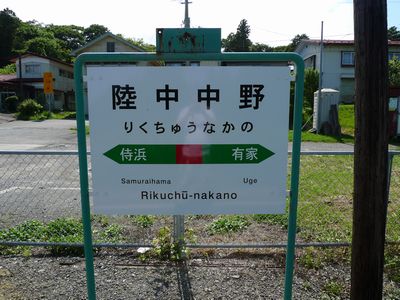 陸中中野
りくちゅうなかの
侍浜 有家
Samuraihama Uge
Rikuchū-nakano